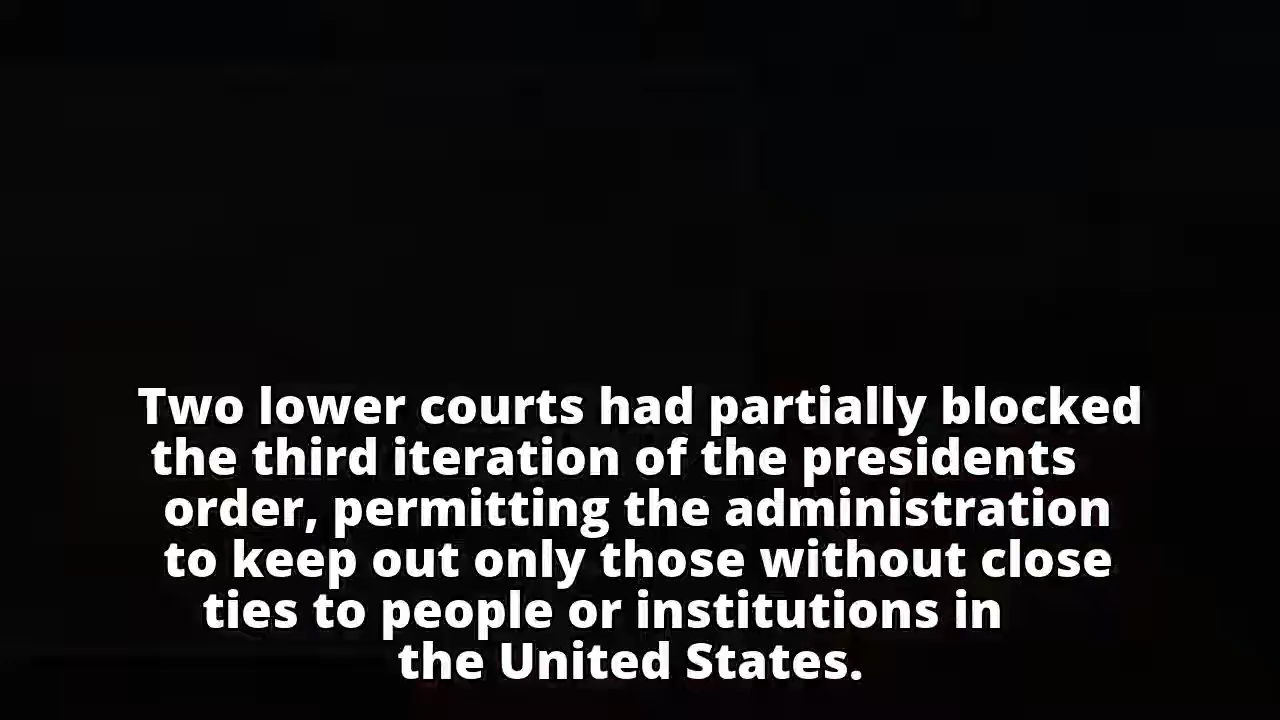 Two lower courts had partially blocked
the third iteration of the presidents
order, permitting the administration
to keep out only those without close
ties to people or institutions in
the United States.